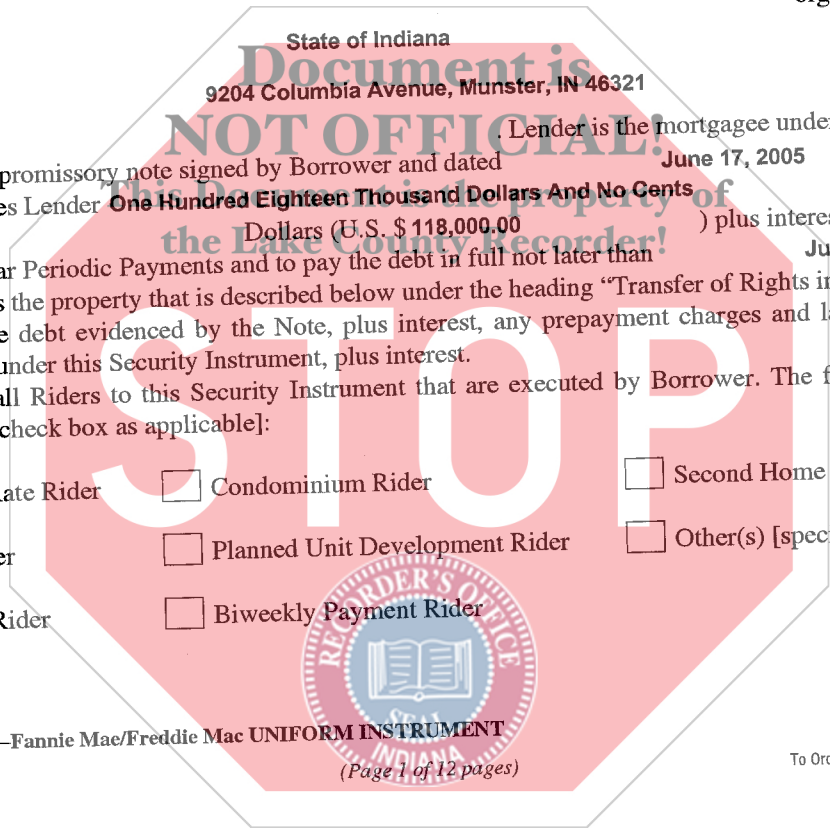 State of Indiana
9204 Columbia Avenue, Munster, IN 46321
. Lender is the mortgagee unde
promissory note signed by Borrower and dated June 17, 2005
es Lender One Hundred Eighteen Thousand Dollars And No Cents
Dollars (U.S. $ 118,000.00 ) plus interes
ar Periodic Payments and to pay the debt in full not later than Ju
s the property that is described below under the heading “Transfer of Rights in
e debt evidenced by the Note, plus interest, any prepayment charges and la
under this Security Instrument, plus interest.
all Riders to this Security Instrument that are executed by Borrower. The f
check box as applicable]:
ate Rider Condominium Rider Second Home
er Planned Unit Development Rider Other(s) [spec
Rider Biweekly Payment Rider
—Fannie Mae/Freddie Mac UNIFORM INSTRUMENT
(Page 1 of 12 pages)
To Ord
Document is
NOT OFFICIAL!
This Document is the property of
the Lake County Recorder!
STOP
RECORDER'S OFFICE
SEAL
INDIANA